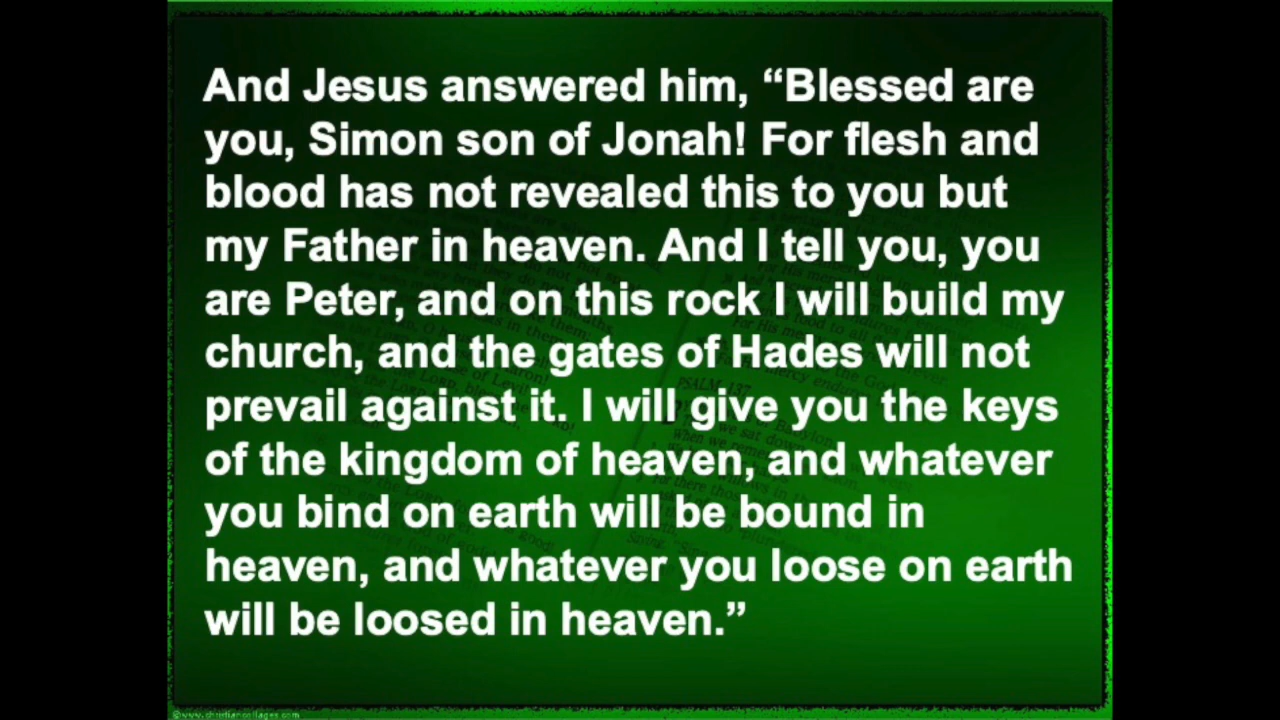 And Jesus answered him, “Blessed are
you, Simon son of Jonah! For flesh and
blood has not revealed this to you but
my Father in heaven. And I tell you, you
are Peter, and on this rock I will build my
church, and the gates of Hades will not
prevail against it. I will give you the keys
of the kingdom of heaven, and whatever
you bind on earth will be bound in
heaven, and whatever you loose on earth
will be loosed in heaven.”
©www.christiancollages.com